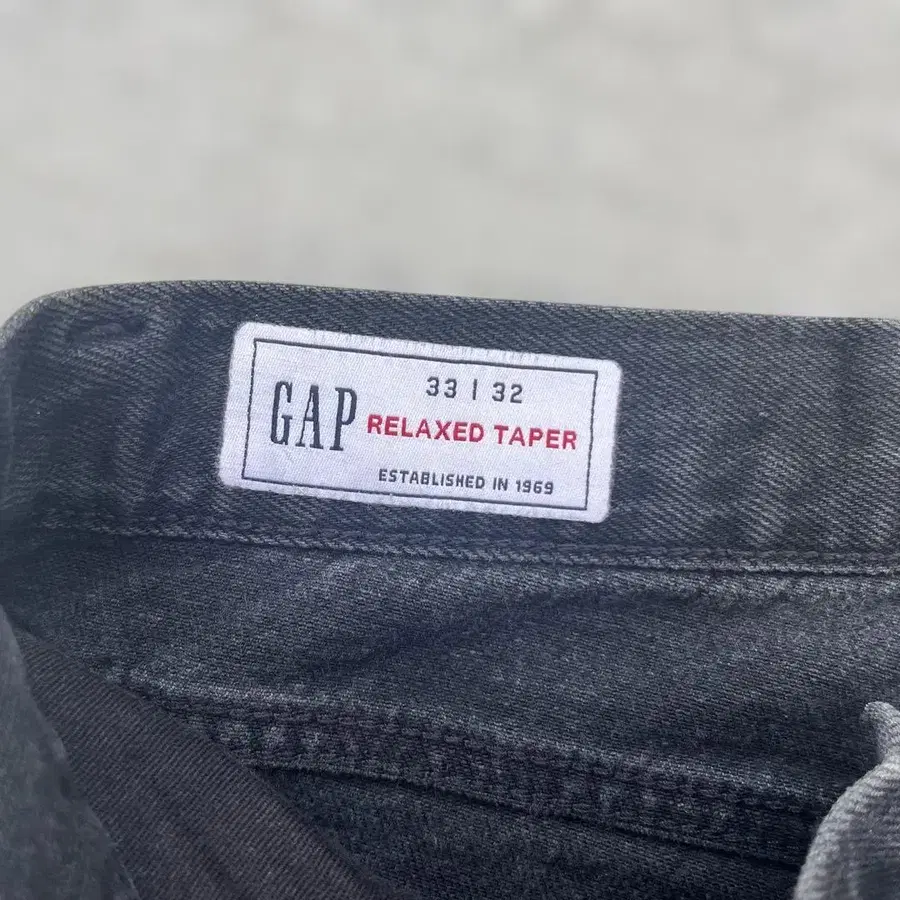 GAP
33 | 32
RELAXED TAPER
ESTABLISHED IN 1969